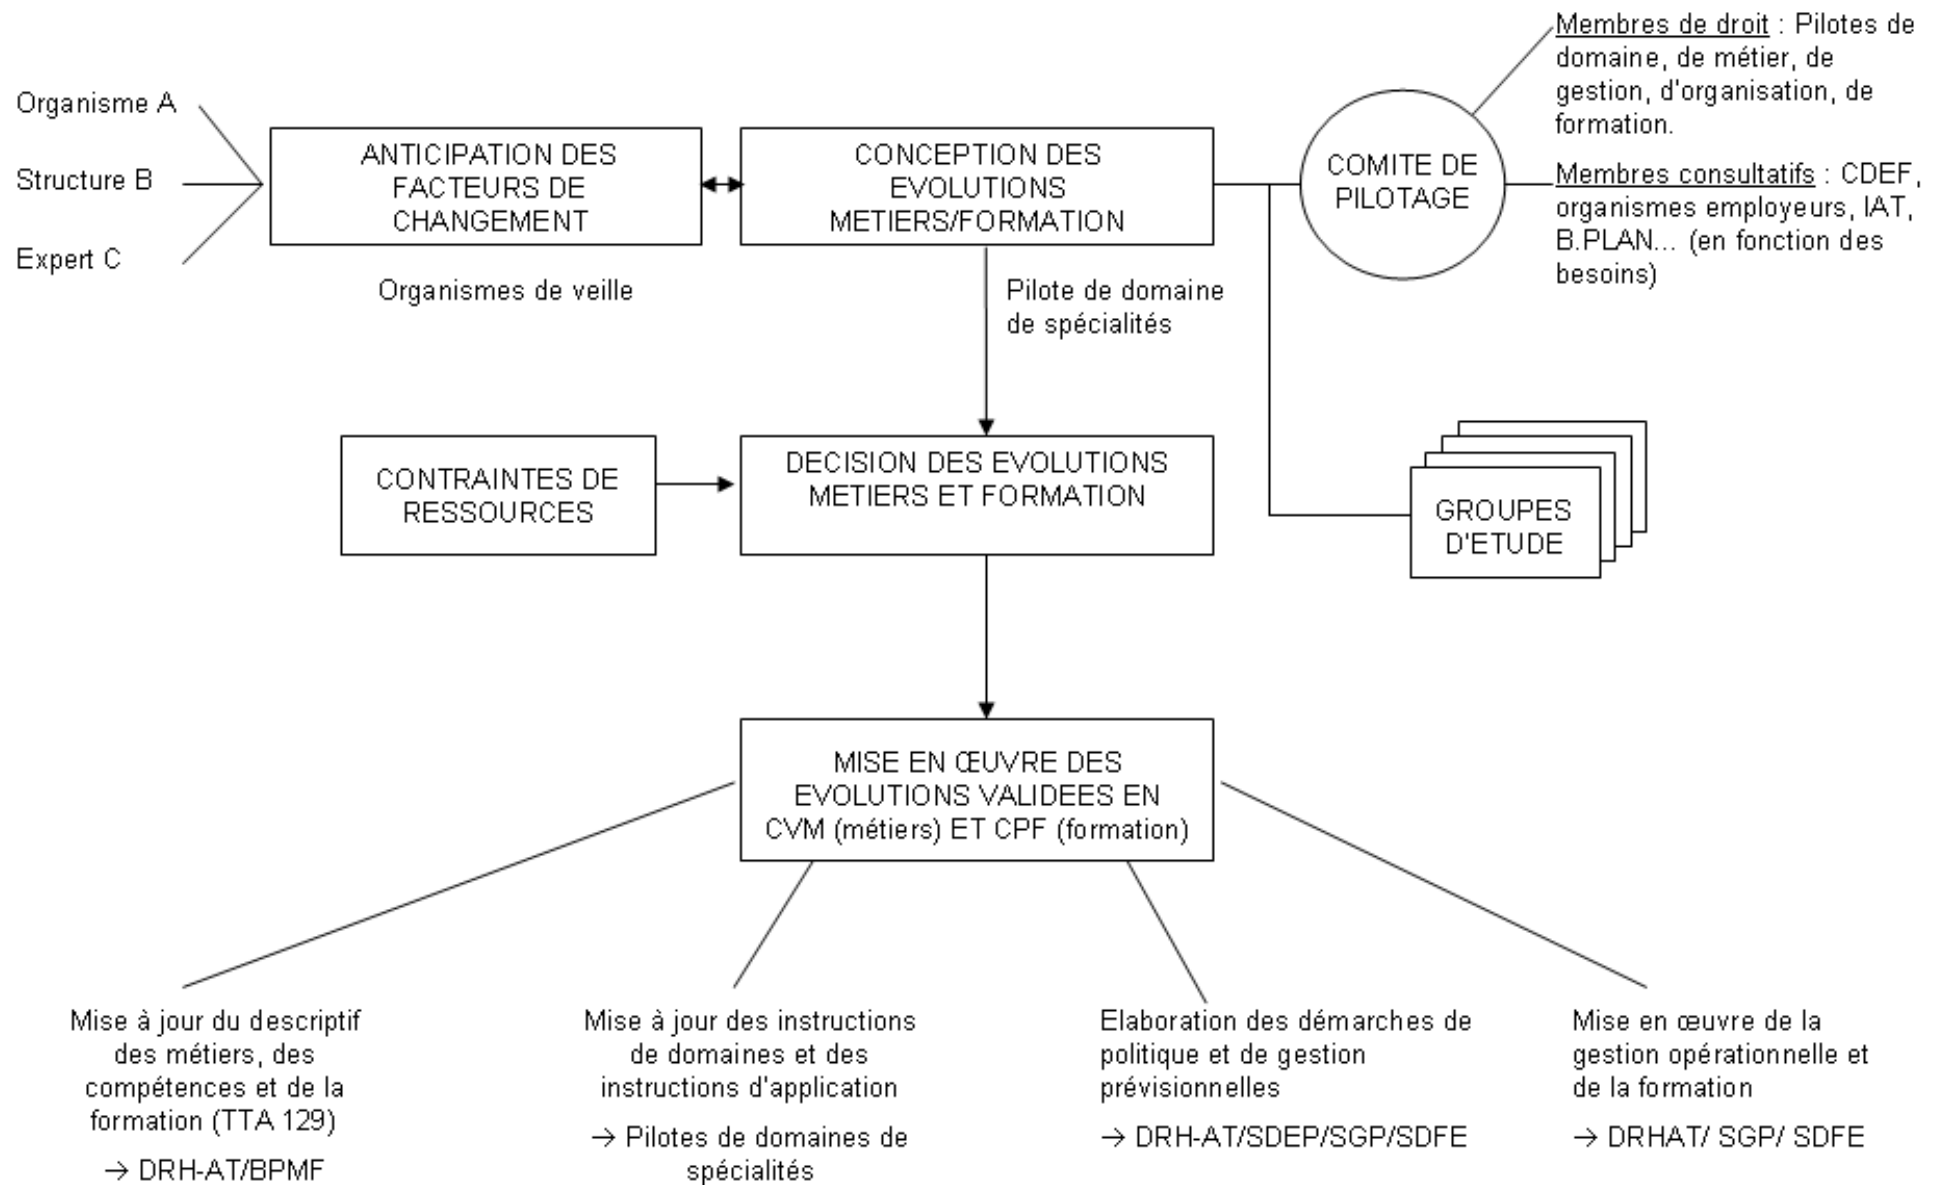 Organisme A
Structure B
Expert C
ANTICIPATION DES
FACTEURS DE
CHANGEMENT
Organismes de veille
CONCEPTION DES
EVOLUTIONS
METIERS/FORMATION
Pilote de domaine
de spécialités
COMITE DE
PILOTAGE
Membres de droit : Pilotes de
domaine, de métier, de
gestion, d'organisation, de
formation.
Membres consultatifs : CDEF,
organismes employeurs, IAT,
B.PLAN... (en fonction des
besoins)
CONTRAINTES DE
RESSOURCES
DECISION DES EVOLUTIONS
METIERS ET FORMATION
GROUPES
D'ETUDE
MISE EN ŒUVRE DES
EVOLUTIONS VALIDEES EN
CVM (métiers) ET CPF (formation)
Mise à jour du descriptif
des métiers, des
compétences et de la
formation (TTA 129)
→ DRH-AT/BPMF
Mise à jour des instructions
de domaines et des
instructions d'application
→ Pilotes de domaines de
spécialités
Elaboration des démarches de
politique et de gestion
prévisionnelles
→ DRH-AT/SDEP/SGP/SDFE
Mise en œuvre de la
gestion opérationnelle et
de la formation
→ DRHAT/ SGP/ SDFE